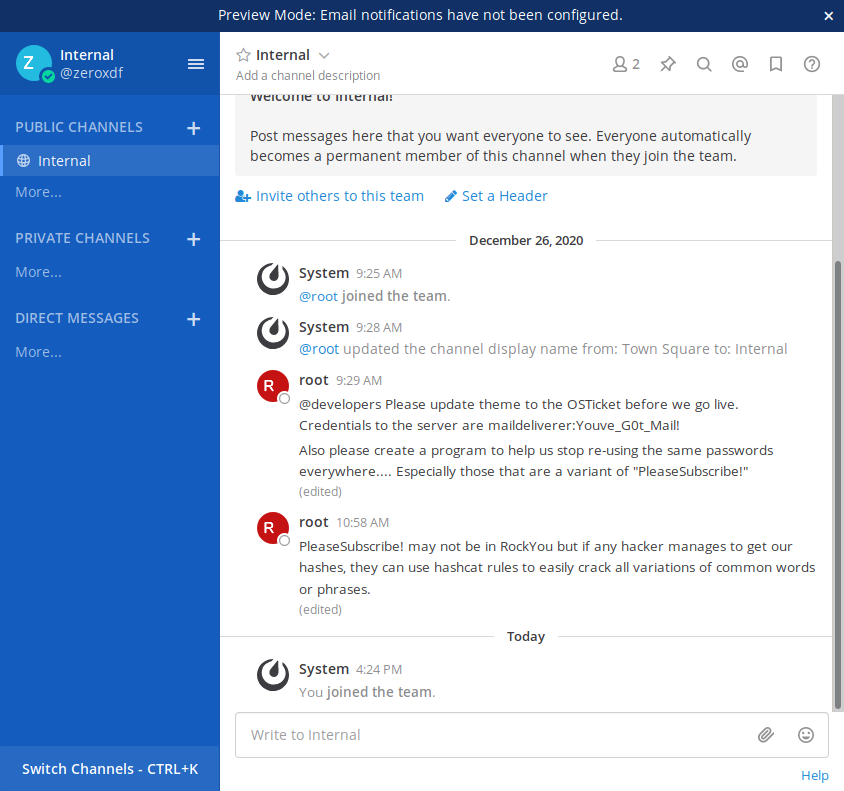 Preview Mode: Email notifications have not been configured.
×
Z
Internal
@zeroxdf
PUBLIC CHANNELS +
Internal
More...
PRIVATE CHANNELS +
More...
DIRECT MESSAGES +
More...
Switch Channels - CTRL+K
Internal
Add a channel description
2
Welcome to Internal!
Post messages here that you want everyone to see. Everyone automatically
becomes a permanent member of this channel when they join the team.
Invite others to this team Set a Header
December 26, 2020
System 9:25 AM
@root joined the team.
System 9:28 AM
@root updated the channel display name from: Town Square to: Internal
R
root 9:29 AM
@developers Please update theme to the OSTicket before we go live.
Credentials to the server are maildeliverer:Youve_G0t_Mail!
Also please create a program to help us stop re-using the same passwords
everywhere.... Especially those that are a variant of "PleaseSubscribe!"
(edited)
R
root 10:58 AM
PleaseSubscribe! may not be in RockYou but if any hacker manages to get our
hashes, they can use hashcat rules to easily crack all variations of common words
or phrases.
(edited)
Today
System 4:24 PM
You joined the team.
Write to Internal
Help